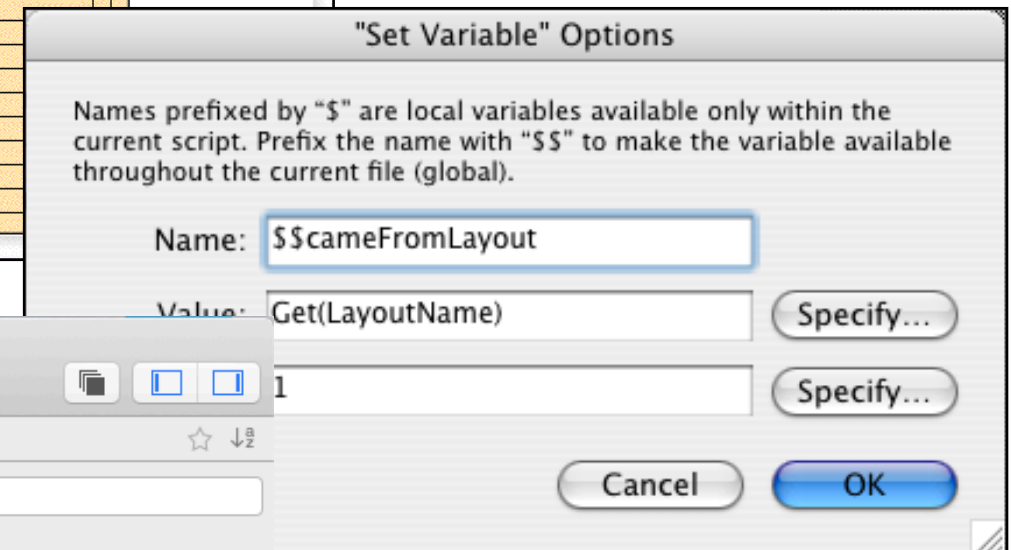 "Set Variable" Options
Names prefixed by “$” are local variables available only within the
current script. Prefix the name with “$$” to make the variable available
throughout the current file (global).
Name: $$cameFromLayout
Value: Get(LayoutName) Specify...
1 Specify...
Cancel OK